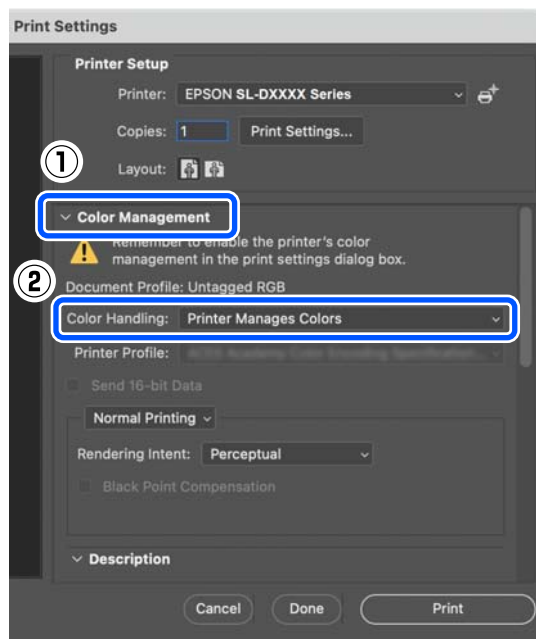 Print Settings
Printer Setup
Printer: EPSON SL-DXXXX Series
Copies: 1 Print Settings...
①
Layout:
Color Management
Remember to enable the printer's color
management in the print settings dialog box.
②
Document Profile: Untagged RGB
Color Handling: Printer Manages Colors
Printer Profile:
Send 16-bit Data
Normal Printing
Rendering Intent: Perceptual
Black Point Compensation
Description
Cancel Done Print